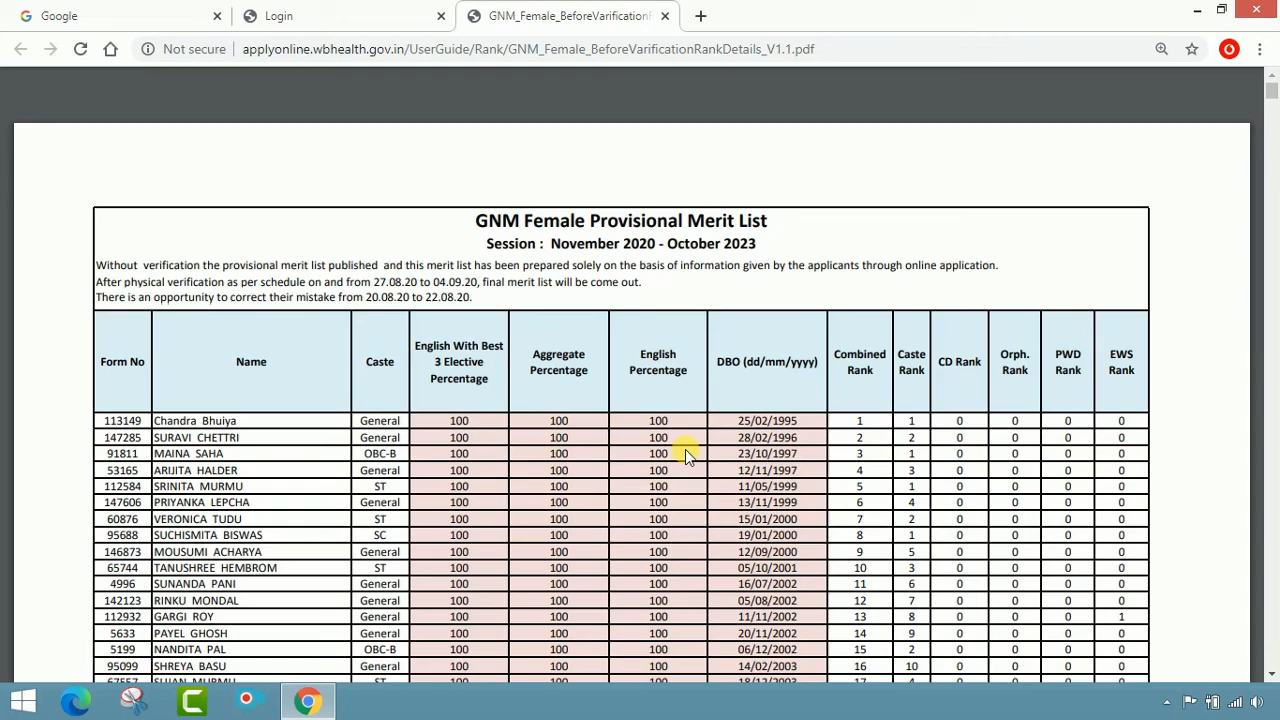 Google
Login
GNM_Female_BeforeVarification
Not secure applyonline.wbhealth.gov.in/UserGuide/Rank/GNM_Female_BeforeVarificationRankDetails_V1.1.pdf
GNM Female Provisional Merit List
Session : November 2020 - October 2023
Without verification the provisional merit list published and this merit list has been prepared solely on the basis of information given by the applicants through online application.
After physical verification as per schedule on and from 27.08.20 to 04.09.20, final merit list will be come out.
There is an opportunity to correct their mistake from 20.08.20 to 22.08.20.
Form No Name Caste English With Best 3 Elective Percentage Aggregate Percentage English Percentage DBO (dd/mm/yyyy) Combined Rank Caste Rank CD Rank Orph. Rank PWD Rank EWS Rank
113149 Chandra Bhuiya General 100 100 100 25/02/1995 1 1 0 0 0 0
147285 SURAVI CHETTRI General 100 100 100 28/02/1996 2 2 0 0 0 0
91811 MAINA SAHA OBC-B 100 100 100 23/10/1997 3 1 0 0 0 0
53165 ARIJITA HALDER General 100 100 100 12/11/1997 4 3 0 0 0 0
112584 SRINITA MURMU ST 100 100 100 11/05/1999 5 1 0 0 0 0
147606 PRIYANKA LEPCHA General 100 100 100 13/11/1999 6 4 0 0 0 0
60876 VERONICA TUDU ST 100 100 100 15/01/2000 7 2 0 0 0 0
95688 SUCHISMITA BISWAS SC 100 100 100 19/01/2000 8 1 0 0 0 0
146873 MOUSUMI ACHARYA General 100 100 100 12/09/2000 9 5 0 0 0 0
65744 TANUSHREE HEMBROM ST 100 100 100 05/10/2001 10 3 0 0 0 0
4996 SUNANDA PANI General 100 100 100 16/07/2002 11 6 0 0 0 0
142123 RINKU MONDAL General 100 100 100 05/08/2002 12 7 0 0 0 0
112932 GARGI ROY General 100 100 100 11/11/2002 13 8 0 0 0 1
5633 PAYEL GHOSH General 100 100 100 20/11/2002 14 9 0 0 0 0
5199 NANDITA PAL OBC-B 100 100 100 06/12/2002 15 2 0 0 0 0
95099 SHREYA BASU General 100 100 100 14/02/2003 16 10 0 0 0 0
100 100 100 17 4 0 0 0 0